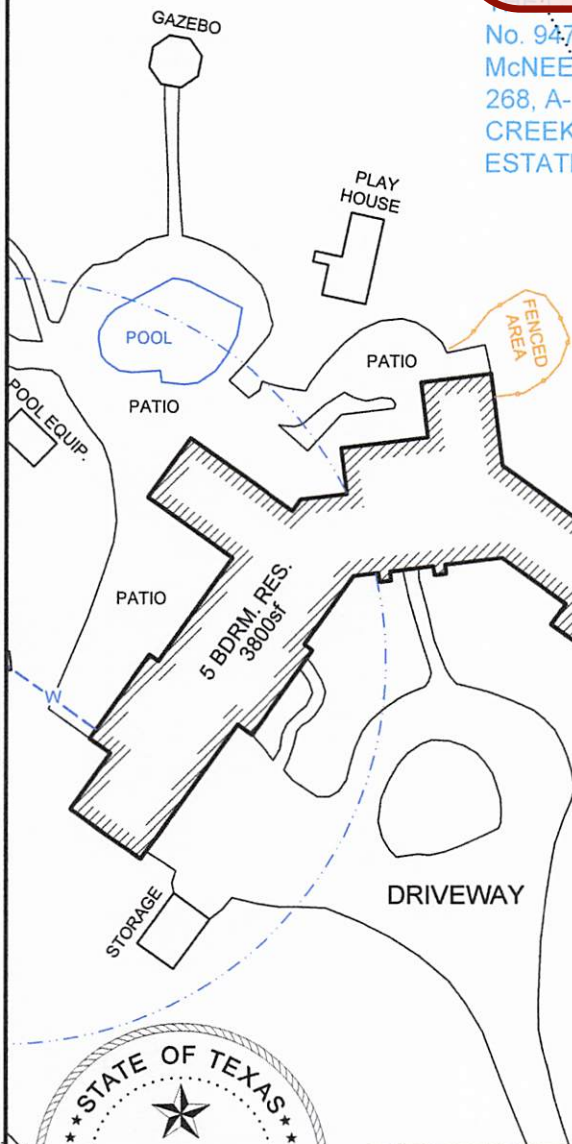 GAZEBO
No. 947
McNEE
268, A-
CREEK
ESTAT
PLAY
HOUSE
FENCED
AREA
POOL
PATIO
PATIO
POOL EQUIP.
5 BDRM. RES.
3800sf
PATIO
W
DRIVEWAY
STORAGE
STATE OF TEXAS